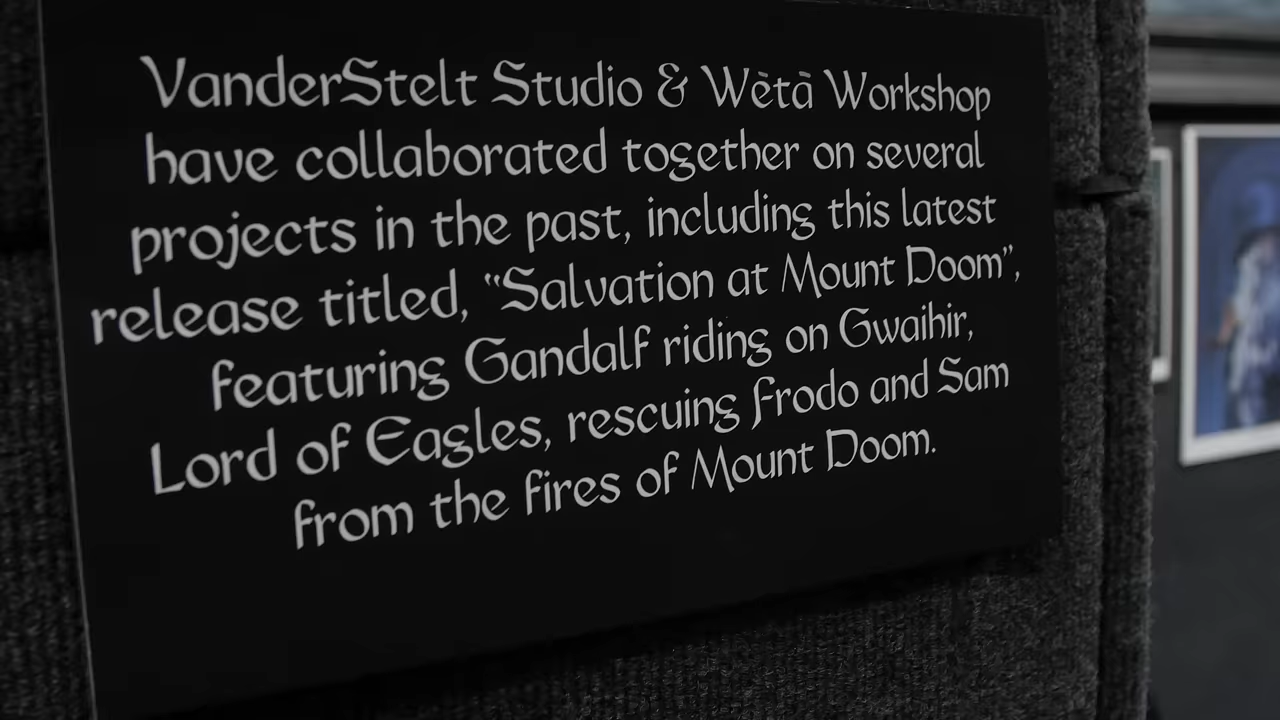 VanderStelt Studio & Wētā Workshop
have collaborated together on several
projects in the past, including this latest
release titled, “Salvation at Mount Doom”,
featuring Gandalf riding on Gwaihir,
Lord of Eagles, rescuing Frodo and Sam
from the fires of Mount Doom.